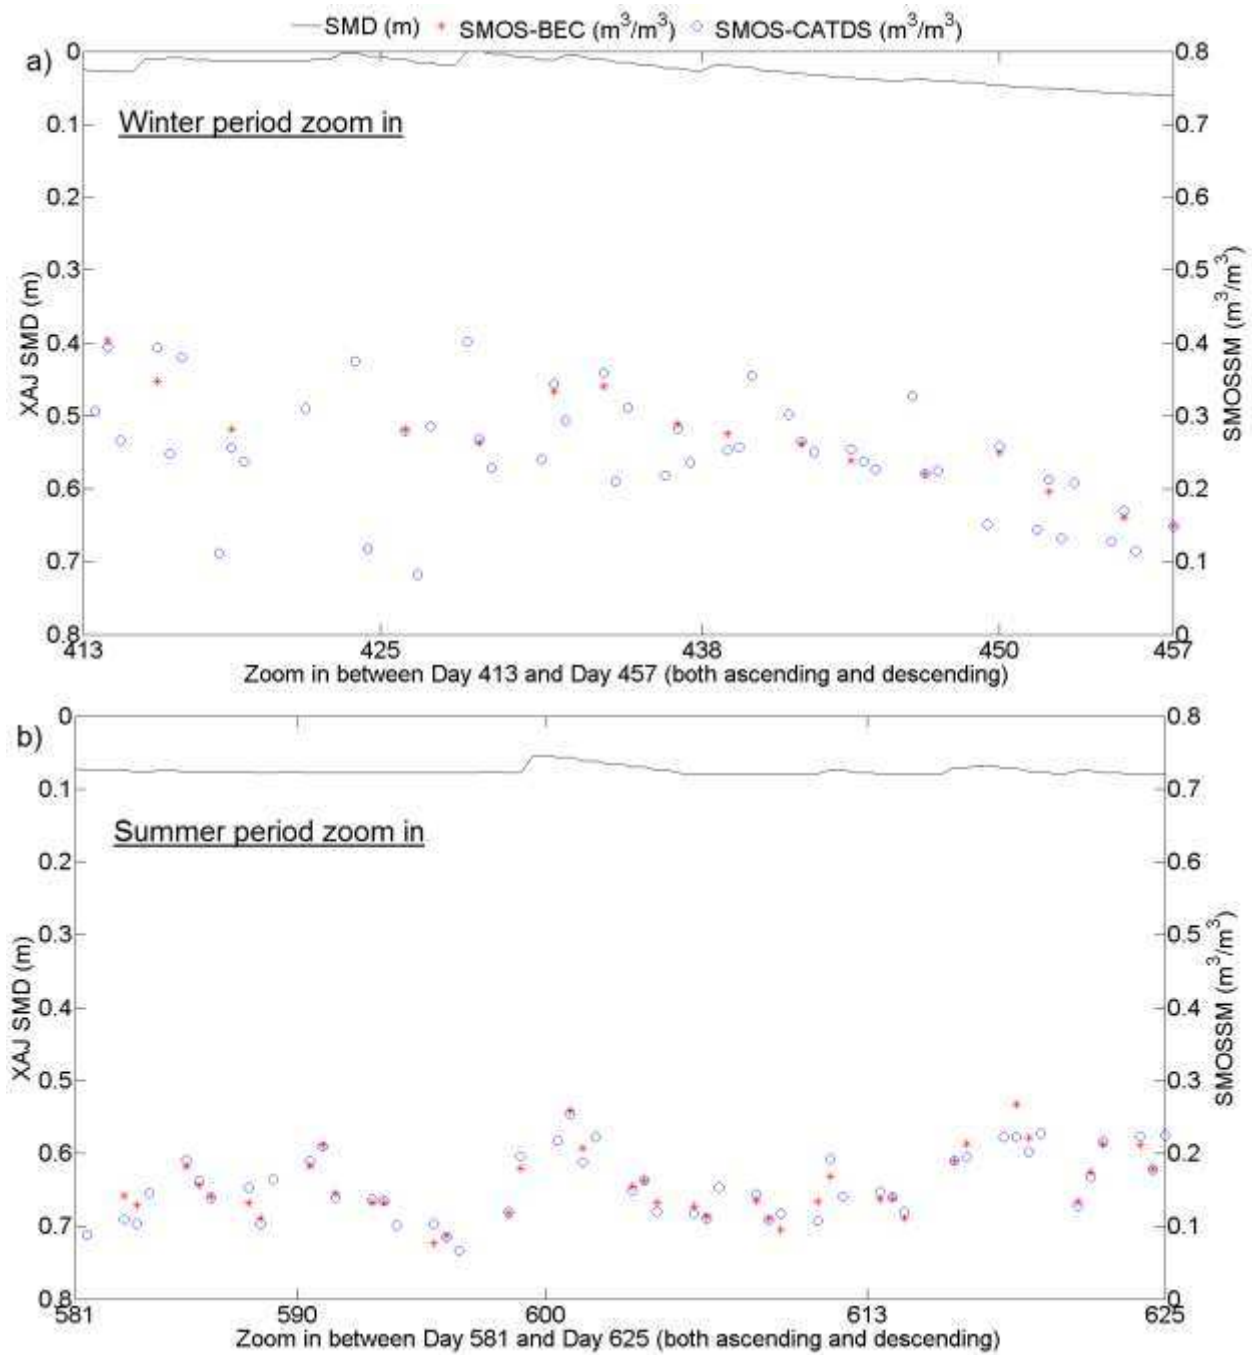 SMD (m) SMOS-BEC (m³/m³) SMOS-CATDS (m³/m³)
a)
Winter period zoom in
XAJ SMD (m)
0
0.1
0.2
0.3
0.4
0.5
0.6
0.7
0.8
SMOSSM (m³/m³)
0.8
0.7
0.6
0.5
0.4
0.3
0.2
0.1
0
413 425 438 450 457
Zoom in between Day 413 and Day 457 (both ascending and descending)
b)
Summer period zoom in
XAJ SMD (m)
0
0.1
0.2
0.3
0.4
0.5
0.6
0.7
0.8
SMOSSM (m³/m³)
0.8
0.7
0.6
0.5
0.4
0.3
0.2
0.1
0
581 590 600 613 625
Zoom in between Day 581 and Day 625 (both ascending and descending)